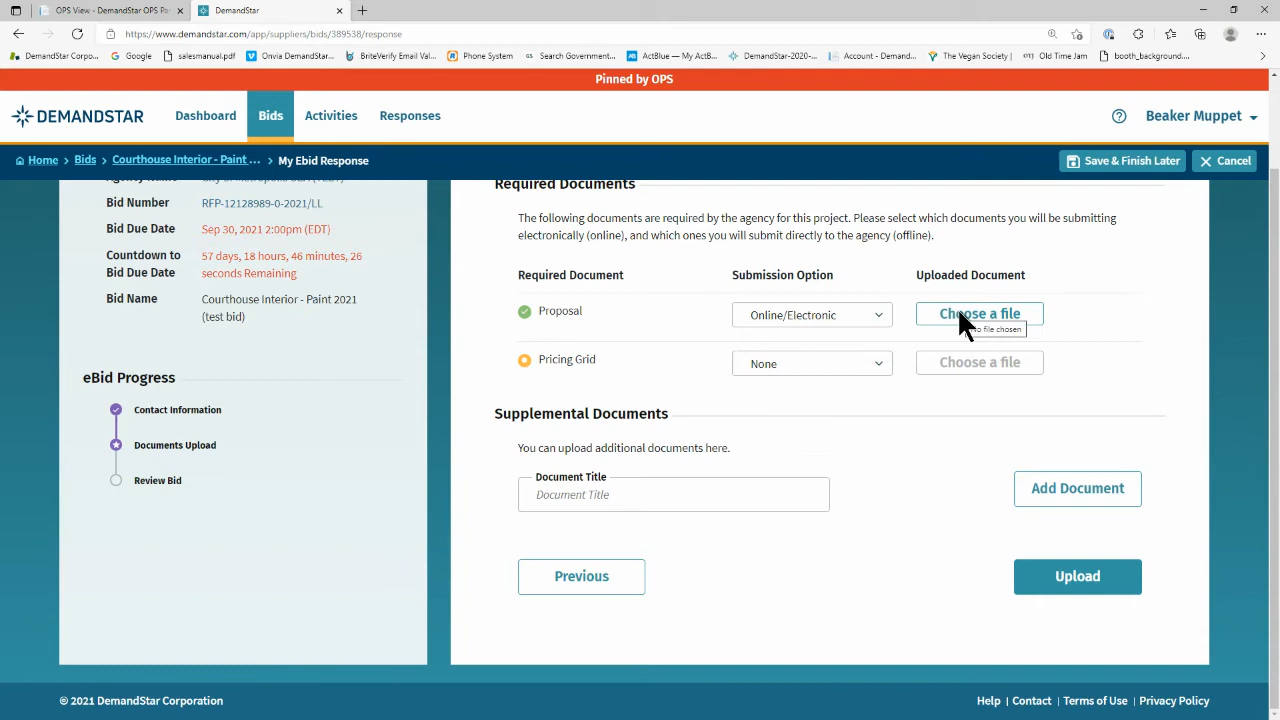 OPS View - DemandStar OPS Pa
DemandStar
https://www.demandstar.com/app/suppliers/bids/389538/response
DemandStar Corpo...
Google
salesmanual.pdf
Onvia DemandStar...
BriteVerify Email Val...
Phone System
Search Government...
ActBlue — My ActB...
DemandStar-2020-...
Account - Demand...
The Vegan Society |
Old Time Jam
booth_background....
Pinned by OPS
DEMANDSTAR
Dashboard
Bids
Activities
Responses
Beaker Muppet
Home > Bids > Courthouse Interior - Paint ... > My Ebid Response
Save & Finish Later
Cancel
Bid Number RFP-12128989-0-2021/LL
Bid Due Date Sep 30, 2021 2:00pm (EDT)
Countdown to Bid Due Date
57 days, 18 hours, 46 minutes, 26
seconds Remaining
Bid Name Courthouse Interior - Paint 2021
(test bid)
eBid Progress
Contact Information
Documents Upload
Review Bid
Required Documents
The following documents are required by the agency for this project. Please select which documents you will be submitting
electronically (online), and which ones you will submit directly to the agency (offline).
Required Document Submission Option Uploaded Document
Proposal Online/Electronic Choose a file
file chosen
Pricing Grid None Choose a file
Supplemental Documents
You can upload additional documents here.
Document Title
Document Title
Add Document
Previous
Upload
© 2021 DemandStar Corporation
Help | Contact | Terms of Use | Privacy Policy